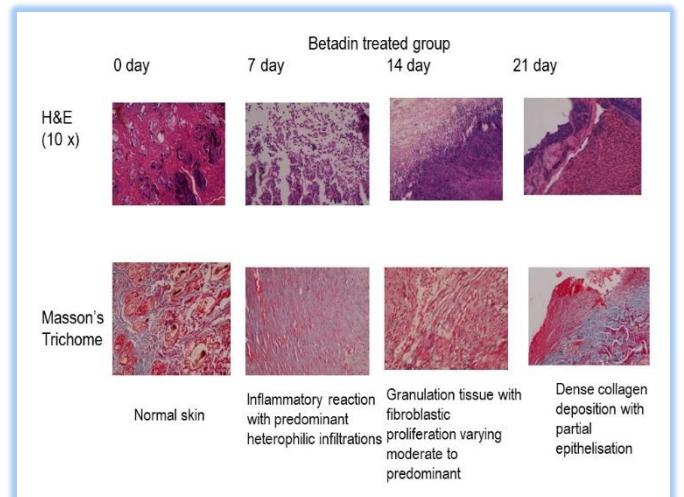 Betadin treated group
0 day 7 day 14 day 21 day
H&E
(10 x)
Masson's
Trichome
Normal skin
Inflammatory reaction
with predominant
heterophilic infiltrations
Granulation tissue with
fibroblastic
proliferation varying
moderate to
predominant
Dense collagen
deposition with
partial
epithelisation